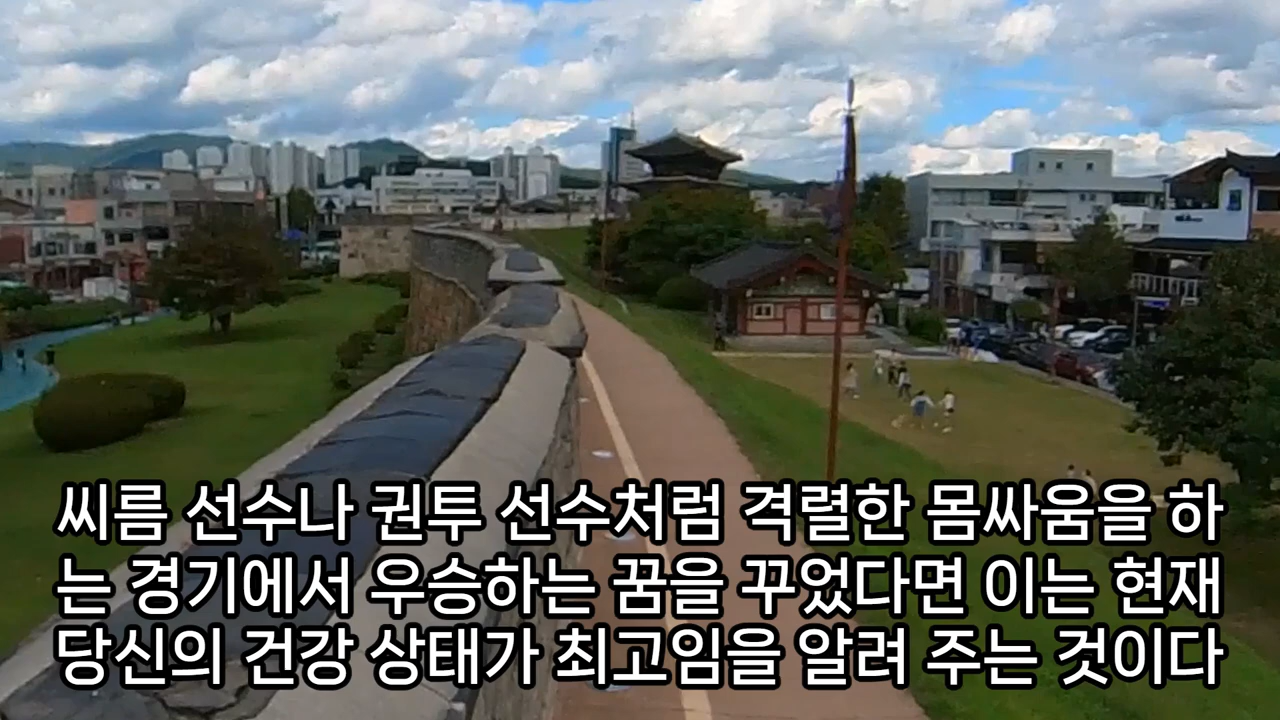 씨름 선수나 권투 선수처럼 격렬한 몸싸움을 하
는 경기에서 우승하는 꿈을 꾸었다면 이는 현재
당신의 건강 상태가 최고임을 알려 주는 것이다